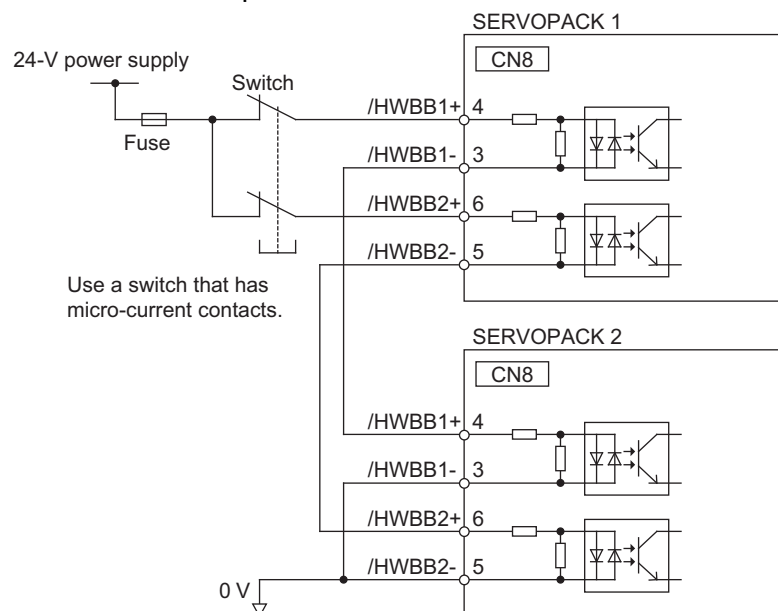 SERVOPACK 1
CN8
24-V power supply
Switch
Fuse
/HWBB1+ 4
/HWBB1- 3
/HWBB2+ 6
/HWBB2- 5
Use a switch that has
micro-current contacts.
SERVOPACK 2
CN8
/HWBB1+ 4
/HWBB1- 3
/HWBB2+ 6
/HWBB2- 5
0 V